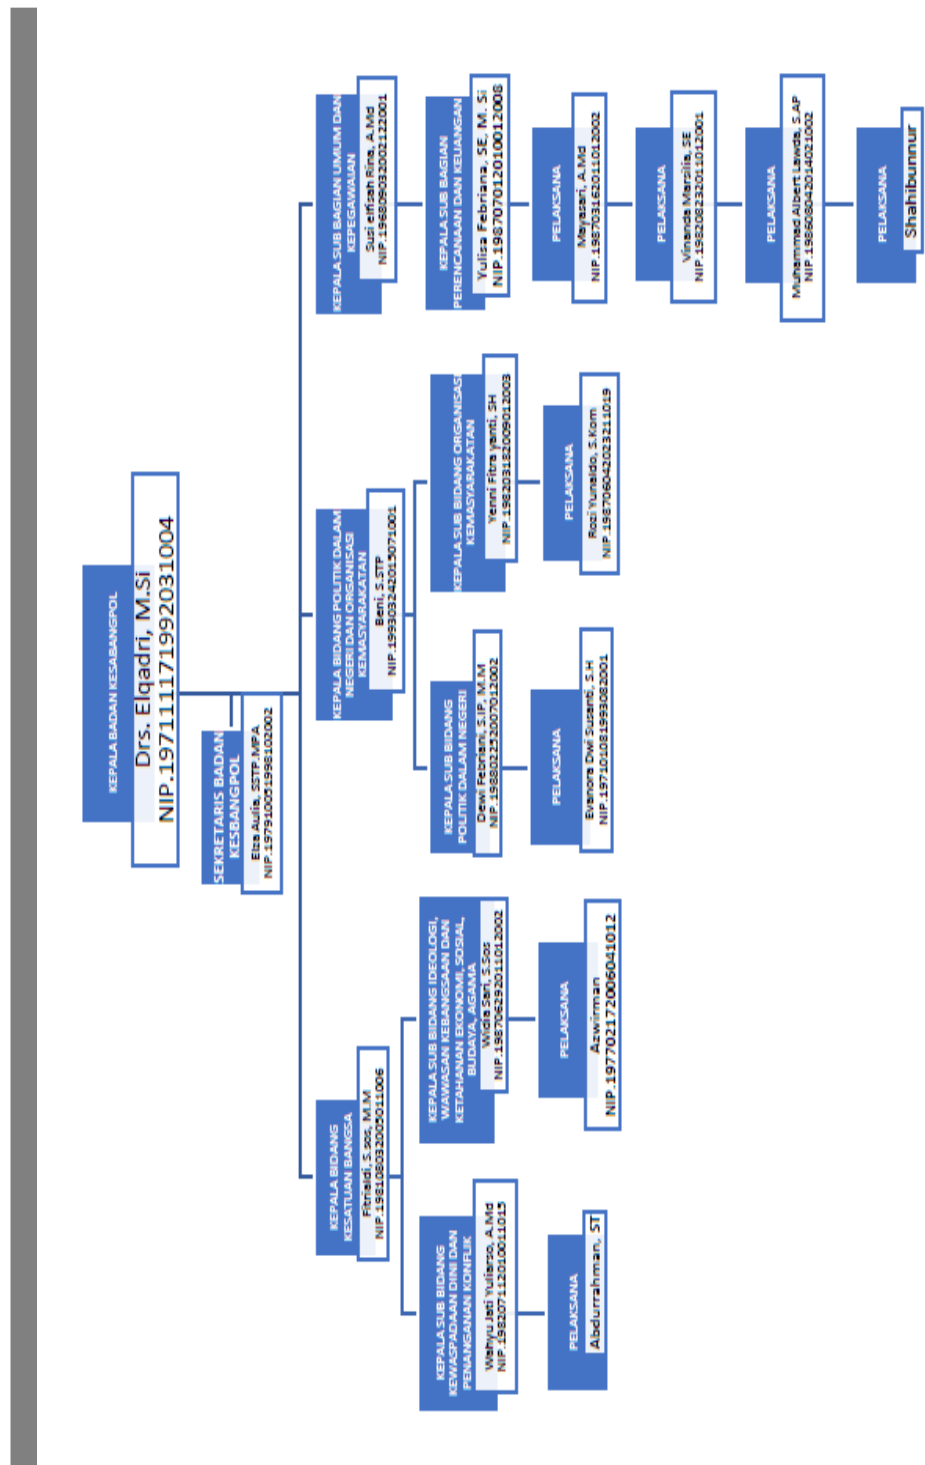 KEPALA BADAN KESABANGPOL
Drs. Elqadri, M.Si
NIP.197111171992031004
SEKRETARIS BADAN
KESBANGPOL
Elza Aulia, SSTP.MPA
NIP.197910051998102002
KEPALA BIDANG
KESATUAN BANGSA
Fitrialdi, S.sos, M.M
NIP.198108032005011006
KEPALA SUB BIDANG
KEWASPADAAN DINI DAN
PENANGANAN KONFLIK
Wahyu Jati Yuliarso, A.Md
NIP.198207112010011015
PELAKSANA
Abdurrahman, ST
KEPALA SUB BIDANG IDEOLOGI,
WAWASAN KEBANGSAAN DAN
KETAHANAN EKONOMI, SOSIAL,
BUDAYA, AGAMA
Widia Sari, S.Sos
NIP.198706292011012002
PELAKSANA
Azwirman
NIP.197702172006041012
KEPALA BIDANG POLITIK DALAM
NEGERI DAN ORGANISASI
KEMASYARAKATAN
Beni, S.STP
NIP.199303242015071001
KEPALA SUB BIDANG
POLITIK DALAM NEGERI
Dewi Febriani, S.IP, M.M
NIP.198802252007012002
PELAKSANA
Evanora Dwi Susanti, S.H
NIP.197101081993082001
KEPALA SUB BIDANG ORGANISASI
KEMASYARAKATAN
Yenni Fitra yanti, SH
NIP.198203182009012003
PELAKSANA
Rozi Yunaldo, S.Kom
NIP.198706042023211019
KEPALA SUB BAGIAN UMUM DAN
KEPEGAWAIAN
Susi Alfisah Rina, A.Md
NIP.196809032002122001
KEPALA SUB BAGIAN
PERENCANAAN DAN KEUANGAN
Yulisa Febriana, SE, M. Si
NIP.198707012010012008
PELAKSANA
Mayasari, A.Md
NIP.198703162011012002
PELAKSANA
Vinanda Marsilia, SE
NIP.198208232011012001
PELAKSANA
Muhammad Albert Lawda, S.AP
NIP.198608042014021002
PELAKSANA
Shahibunnur